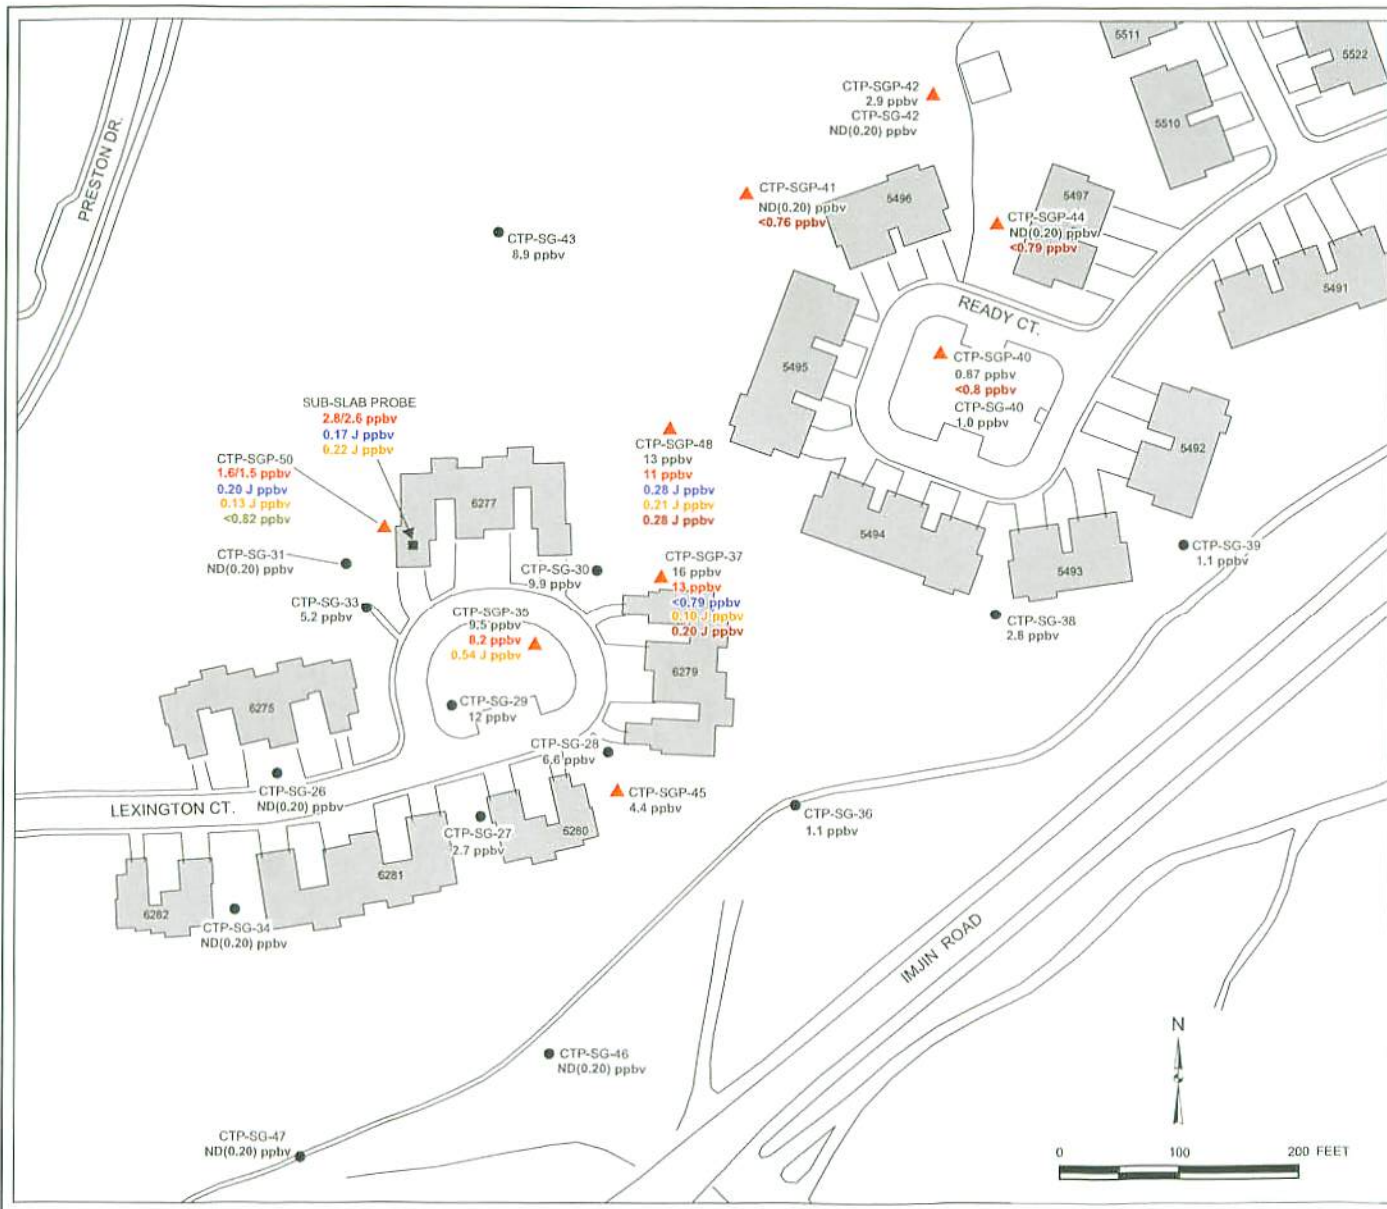 5511
5522
5510
CTP-SGP-42
2.9 ppbv
CTP-SG-42
ND(0.20) ppbv
PRESTON DR.
CTP-SGP-41
ND(0.20) ppbv
<0.76 ppbv
5496
5497
CTP-SGP-44
ND(0.20) ppbv
<0.79 ppbv
CTP-SG-43
8.9 ppbv
5491
READY CT.
5495
CTP-SGP-40
0.87 ppbv
<0.8 ppbv
CTP-SG-40
1.0 ppbv
SUB-SLAB PROBE
2.8/2.6 ppbv
0.17 J ppbv
0.22 J ppbv
CTP-SGP-50
1.6/1.5 ppbv
0.20 J ppbv
0.13 J ppbv
<0.82 ppbv
CTP-SGP-48
13 ppbv
11 ppbv
0.28 J ppbv
0.21 J ppbv
0.28 J ppbv
5492
6277
5494
5493
CTP-SG-39
1.1 ppbv
CTP-SG-31
ND(0.20) ppbv
CTP-SG-30
9.9 ppbv
CTP-SGP-37
16 ppbv
13 ppbv
<0.79 ppbv
0.10 J ppbv
0.20 J ppbv
CTP-SG-33
5.2 ppbv
CTP-SGP-35
9.5 ppbv
8.2 ppbv
0.54 J ppbv
CTP-SG-38
2.8 ppbv
6279
6275
CTP-SG-29
12 ppbv
CTP-SG-28
6.6 ppbv
CTP-SG-26
ND(0.20) ppbv
CTP-SGP-45
4.4 ppbv
LEXINGTON CT.
CTP-SG-36
1.1 ppbv
CTP-SG-27
2.7 ppbv
6280
6281
6282
CTP-SG-34
ND(0.20) ppbv
IMJIN ROAD
CTP-SG-46
ND(0.20) ppbv
N
CTP-SG-47
ND(0.20) ppbv
0 100 200 FEET